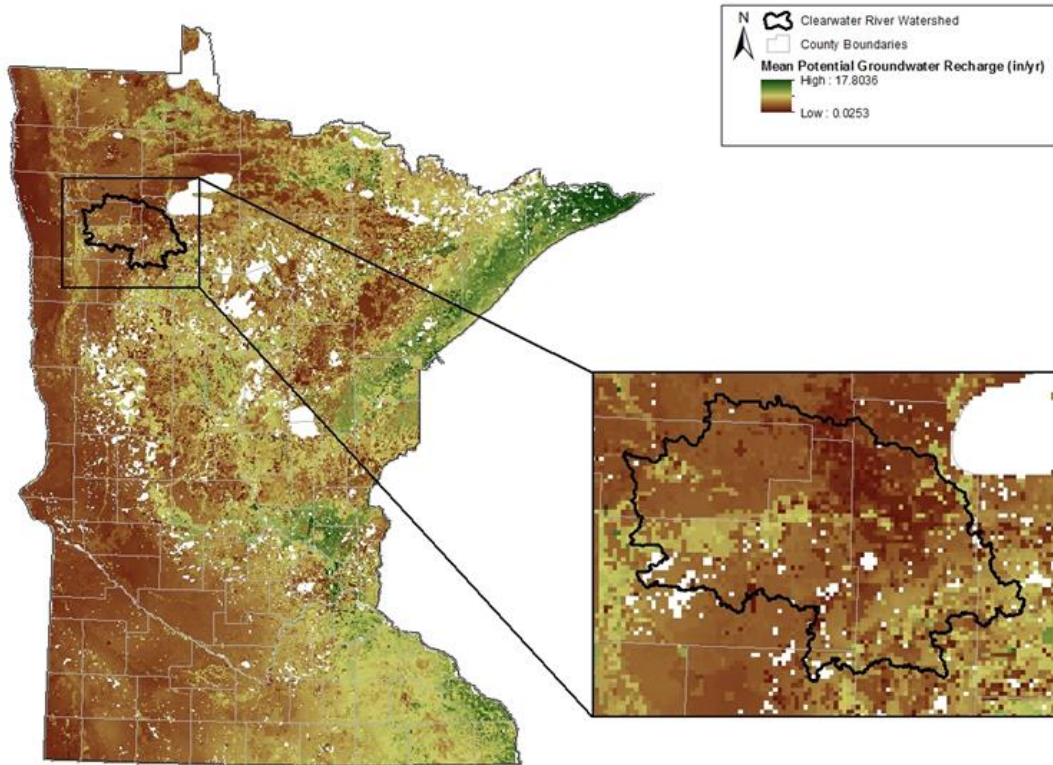 N
Clearwater River Watershed
County Boundaries
Mean Potential Groundwater Recharge (in/yr)
High : 17.8036
Low : 0.0253